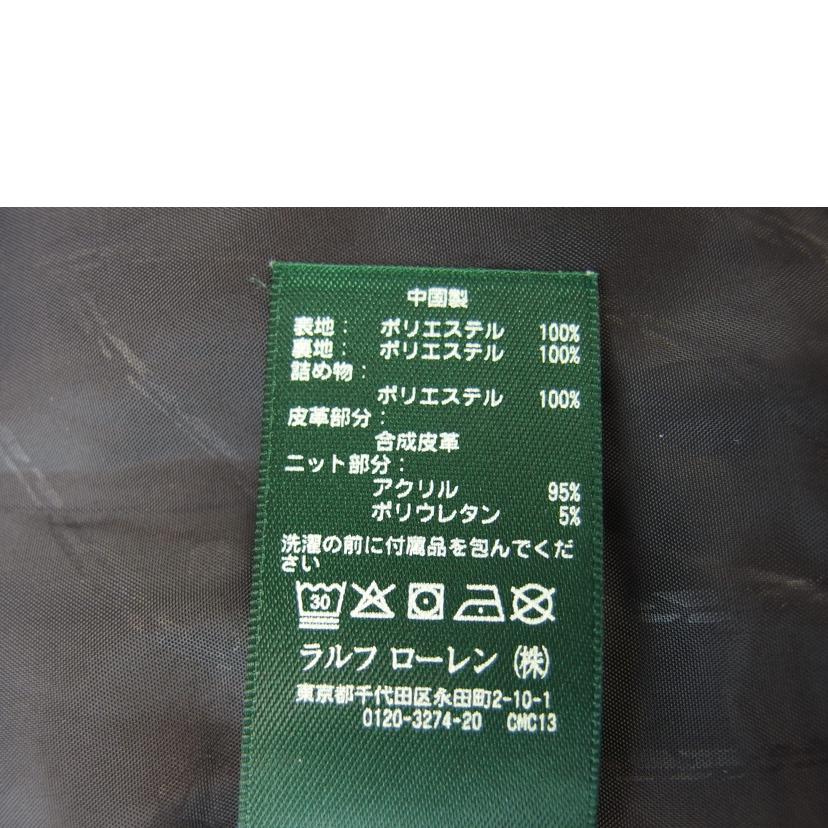 中国製
表地： ポリエステル 100%
裏地： ポリエステル 100%
詰め物：
ポリエステル 100%
皮革部分：
合成皮革
ニット部分：
アクリル 95%
ポリウレタン 5%
洗濯の前に付属品を包んでくだ
さい
30
ラルフ ローレン (株)
東京都千代田区永田町2-10-1
0120-3274-20 CMC13